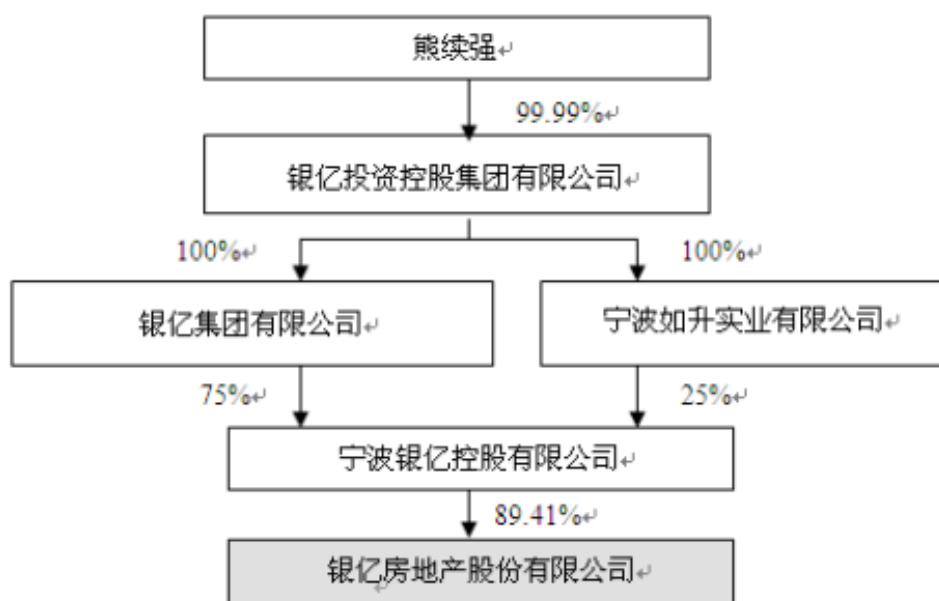 熊续强
99.99%
银亿投资控股集团有限公司
100%
100%
银亿集团有限公司
宁波如升实业有限公司
75%
25%
宁波银亿控股有限公司
89.41%
银亿房地产股份有限公司